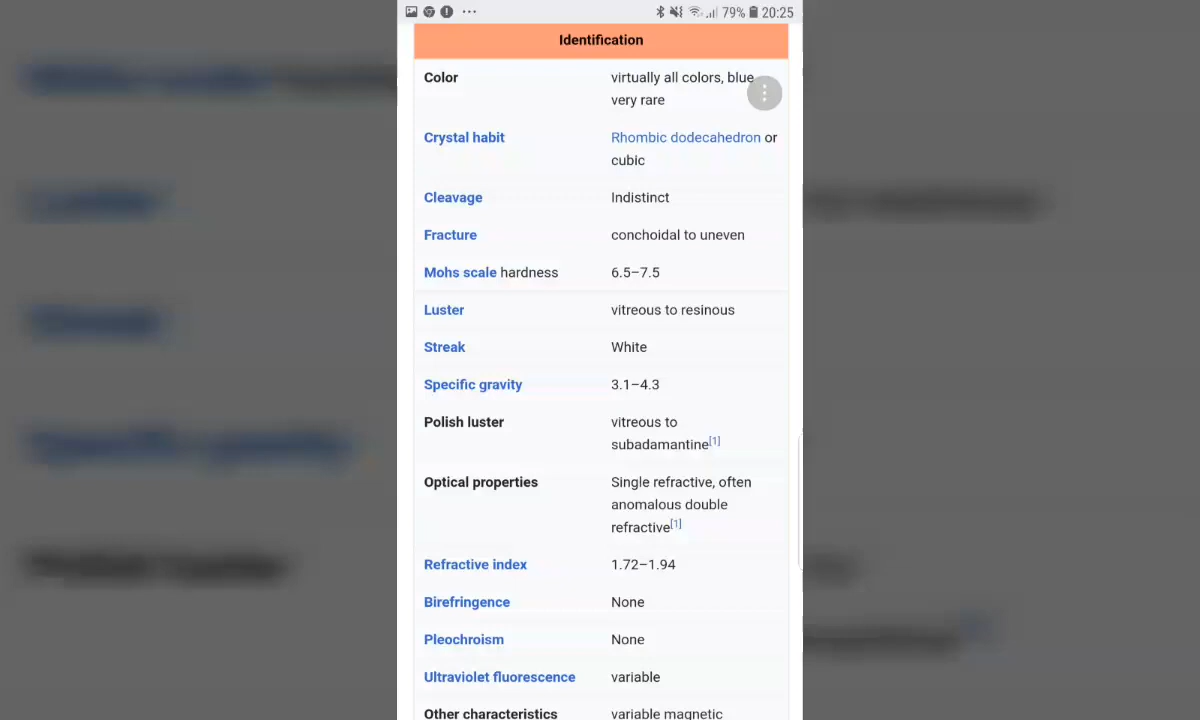 79% 20:25
Identification
Color virtually all colors, blue
very rare
Crystal habit Rhombic dodecahedron or
cubic
Cleavage Indistinct
Fracture conchoidal to uneven
Mohs scale hardness 6.5–7.5
Luster vitreous to resinous
Streak White
Specific gravity 3.1–4.3
Polish luster vitreous to
subadamantine[1]
Optical properties Single refractive, often
anomalous double
refractive[1]
Refractive index 1.72–1.94
Birefringence None
Pleochroism None
Ultraviolet fluorescence variable
Other characteristics variable magnetic